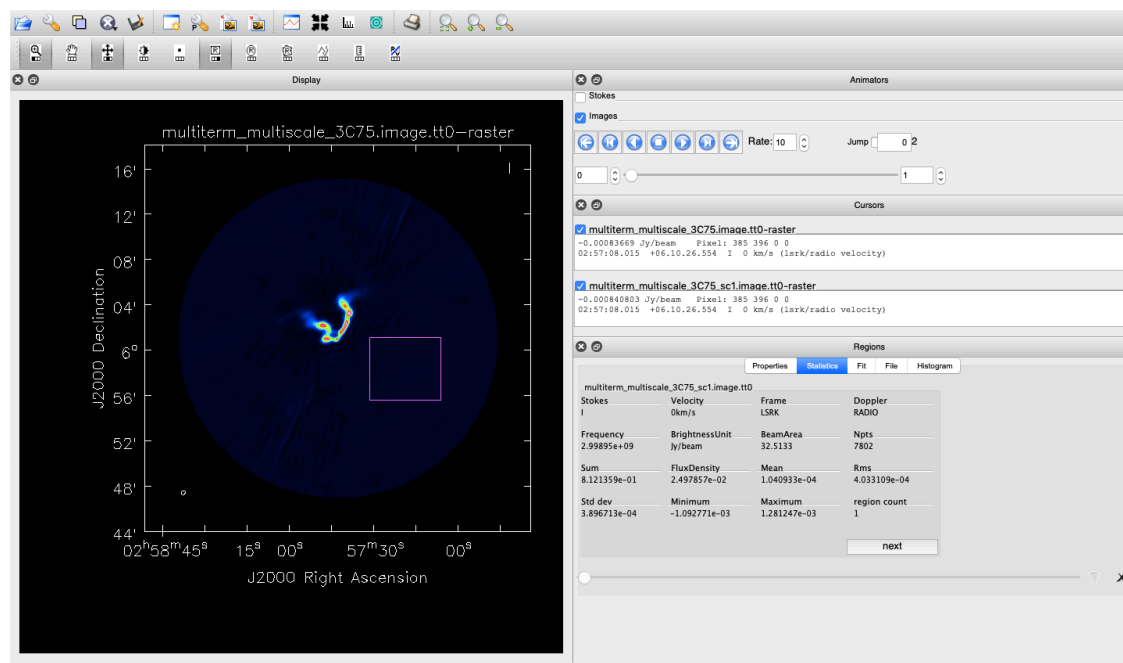 Display
multiterm_multiscale_3C75.image.tt0-raster
I
16'
12'
08'
04'
6°
56'
52'
48'
44'
J2000 Declination
02h58m45s 15s 00s 57m30s 00s
J2000 Right Ascension
Animators
Stokes
Images
Rate: 10 Jump 0 2
0 1
Cursors
multiterm_multiscale_3C75.image.tt0-raster
-0.00083669 Jy/beam Pixel: 385 396 0 0
02:57:08.015 +06.10.26.554 I 0 km/s (lsrk/radio velocity)
multiterm_multiscale_3C75_sc1.image.tt0-raster
-0.000840803 Jy/beam Pixel: 385 396 0 0
02:57:08.015 +06.10.26.554 I 0 km/s (lsrk/radio velocity)
Regions
Properties Statistics Fit File Histogram
multiterm_multiscale_3C75_sc1.image.tt0
Stokes Velocity Frame Doppler
I 0km/s LSRK RADIO
Frequency BrightnessUnit BeamArea Npts
2.99895e+09 Jy/beam 32.5133 7802
Sum FluxDensity Mean Rms
8.121359e-01 2.497857e-02 1.040933e-04 4.033109e-04
Std dev Minimum Maximum region count
3.896713e-04 -1.092771e-03 1.281247e-03 1
next